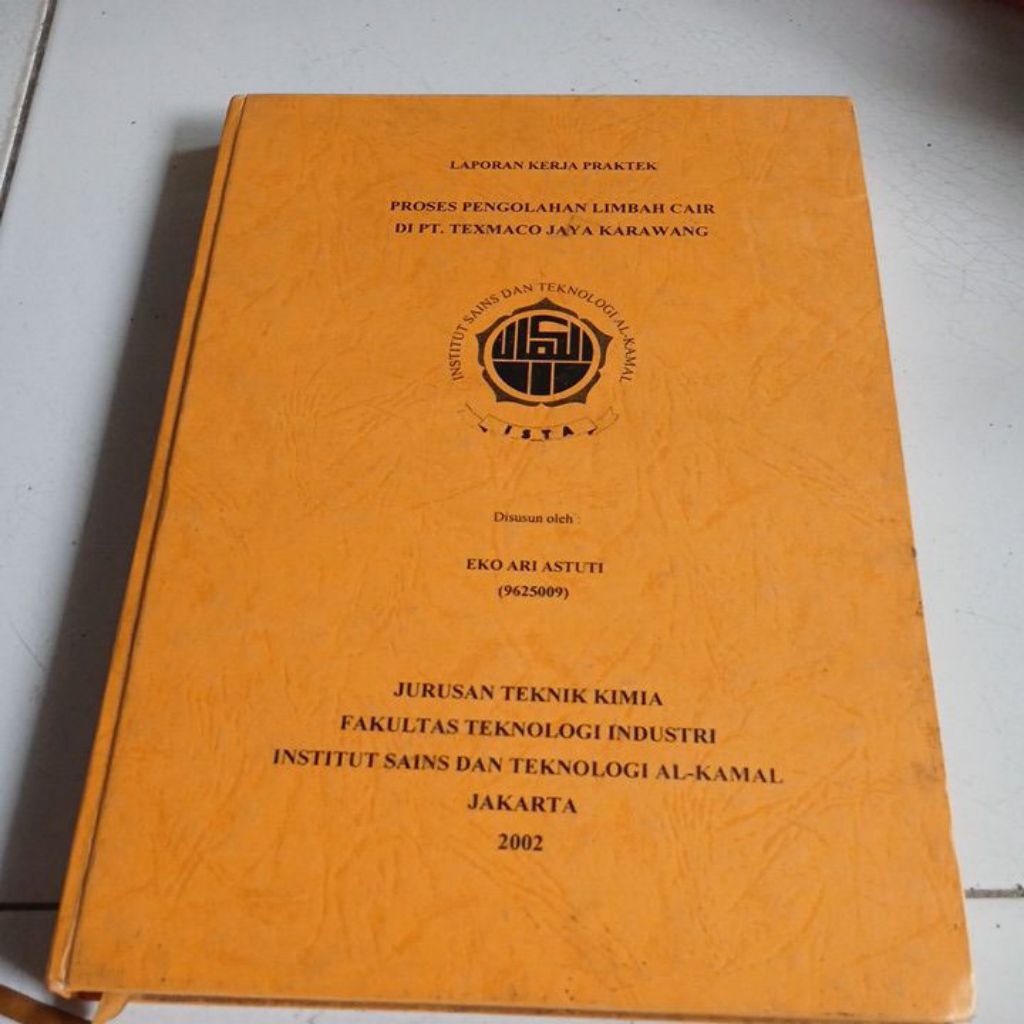 LAPORAN KERJA PRAKTEK
PROSES PENGOLAHAN LIMBAH CAIR
DI PT. TEXMACO JAYA KARAWANG
INSTITUT SAINS DAN TEKNOLOGI AL-KAMAL
الكمال
ISTA
Disusun oleh :
EKO ARI ASTUTI
(9625009)
JURUSAN TEKNIK KIMIA
FAKULTAS TEKNOLOGI INDUSTRI
INSTITUT SAINS DAN TEKNOLOGI AL-KAMAL
JAKARTA
2002